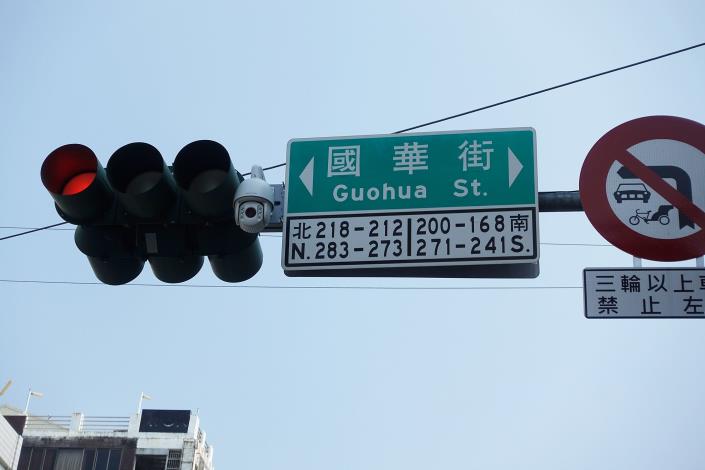 國華街
Guohua St.
北 218-212 200-168 南
N. 283-273 271-241 S.
三輪以上
禁止左